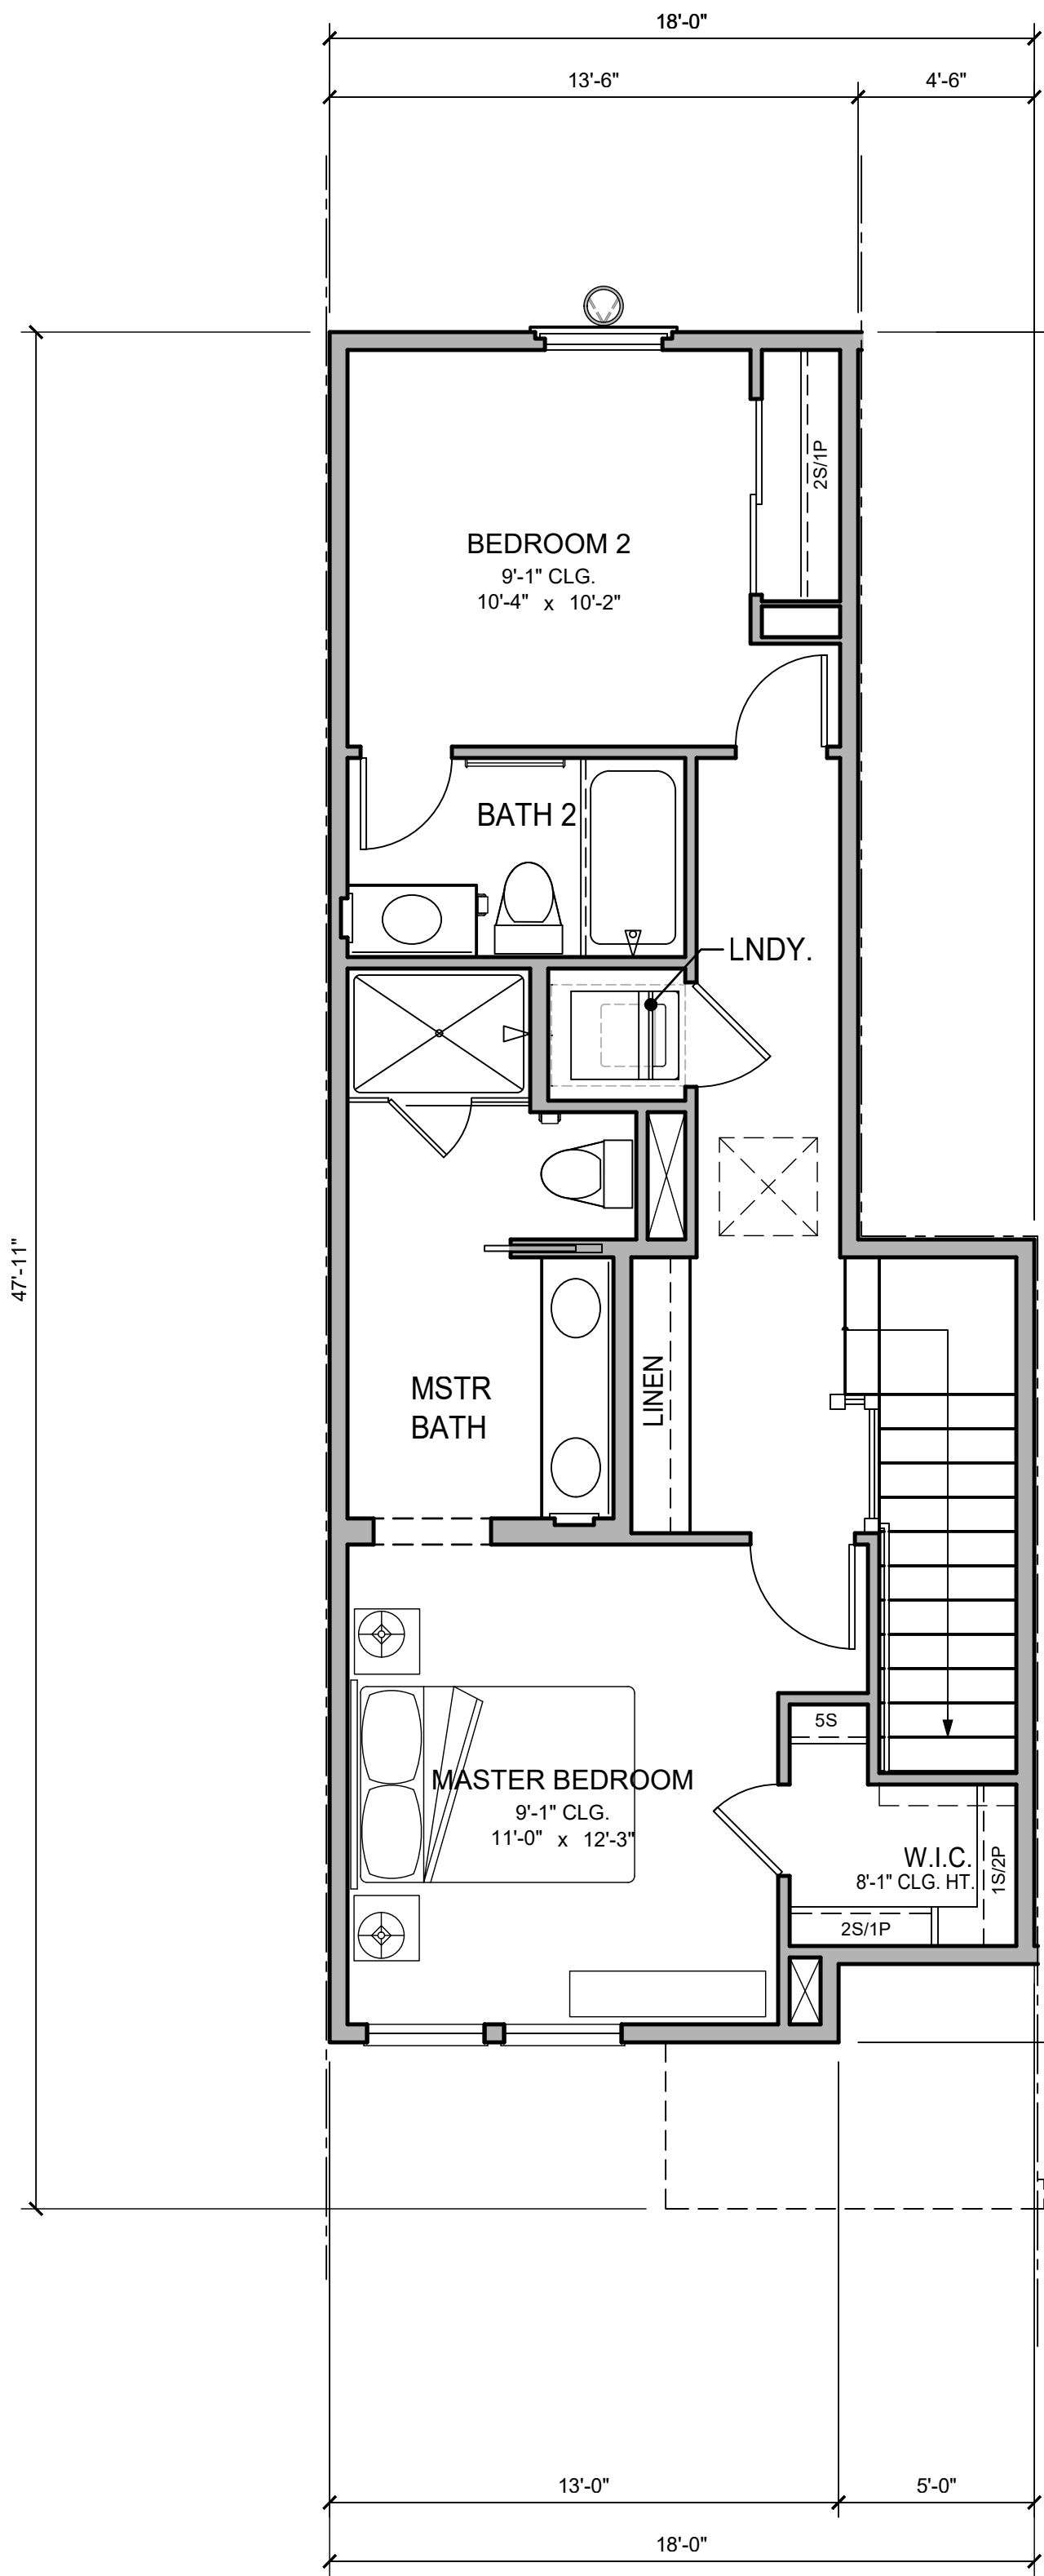 18'-0"
13'-6"
4'-6"
2S/1P
BEDROOM 2
9'-1" CLG.
10'-4" x 10'-2"
BATH 2
LNDY.
47'-11"
LINEN
MSTR
BATH
5S
MASTER BEDROOM
9'-1" CLG.
11'-0" x 12'-3"
W.I.C.
8'-1" CLG. HT.
1S/2P
2S/1P
13'-0"
5'-0"
18'-0"